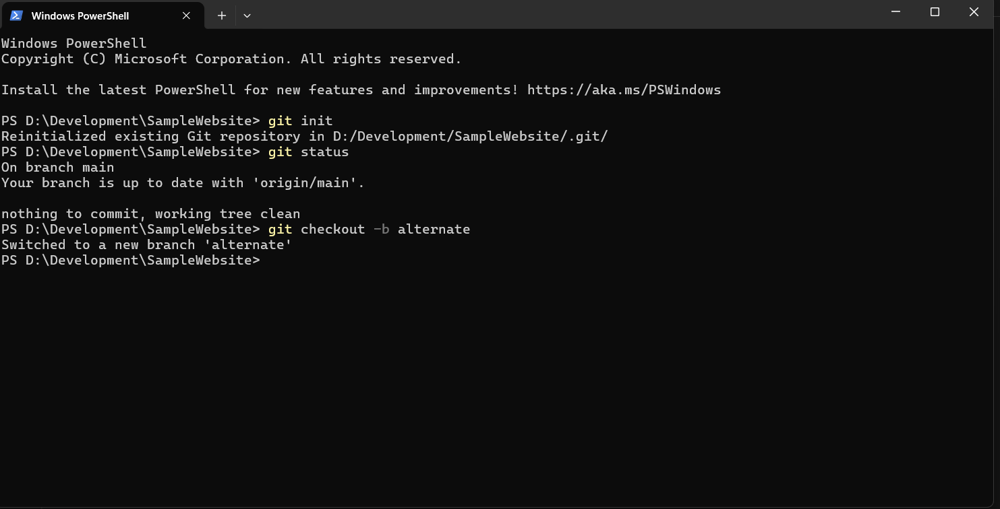 Windows PowerShell
Windows PowerShell
Copyright (C) Microsoft Corporation. All rights reserved.
Install the latest PowerShell for new features and improvements! https://aka.ms/PSWindows
PS D:\Development\SampleWebsite> git init
Reinitialized existing Git repository in D:/Development/SampleWebsite/.git/
PS D:\Development\SampleWebsite> git status
On branch main
Your branch is up to date with 'origin/main'.
nothing to commit, working tree clean
PS D:\Development\SampleWebsite> git checkout -b alternate
Switched to a new branch 'alternate'
PS D:\Development\SampleWebsite>